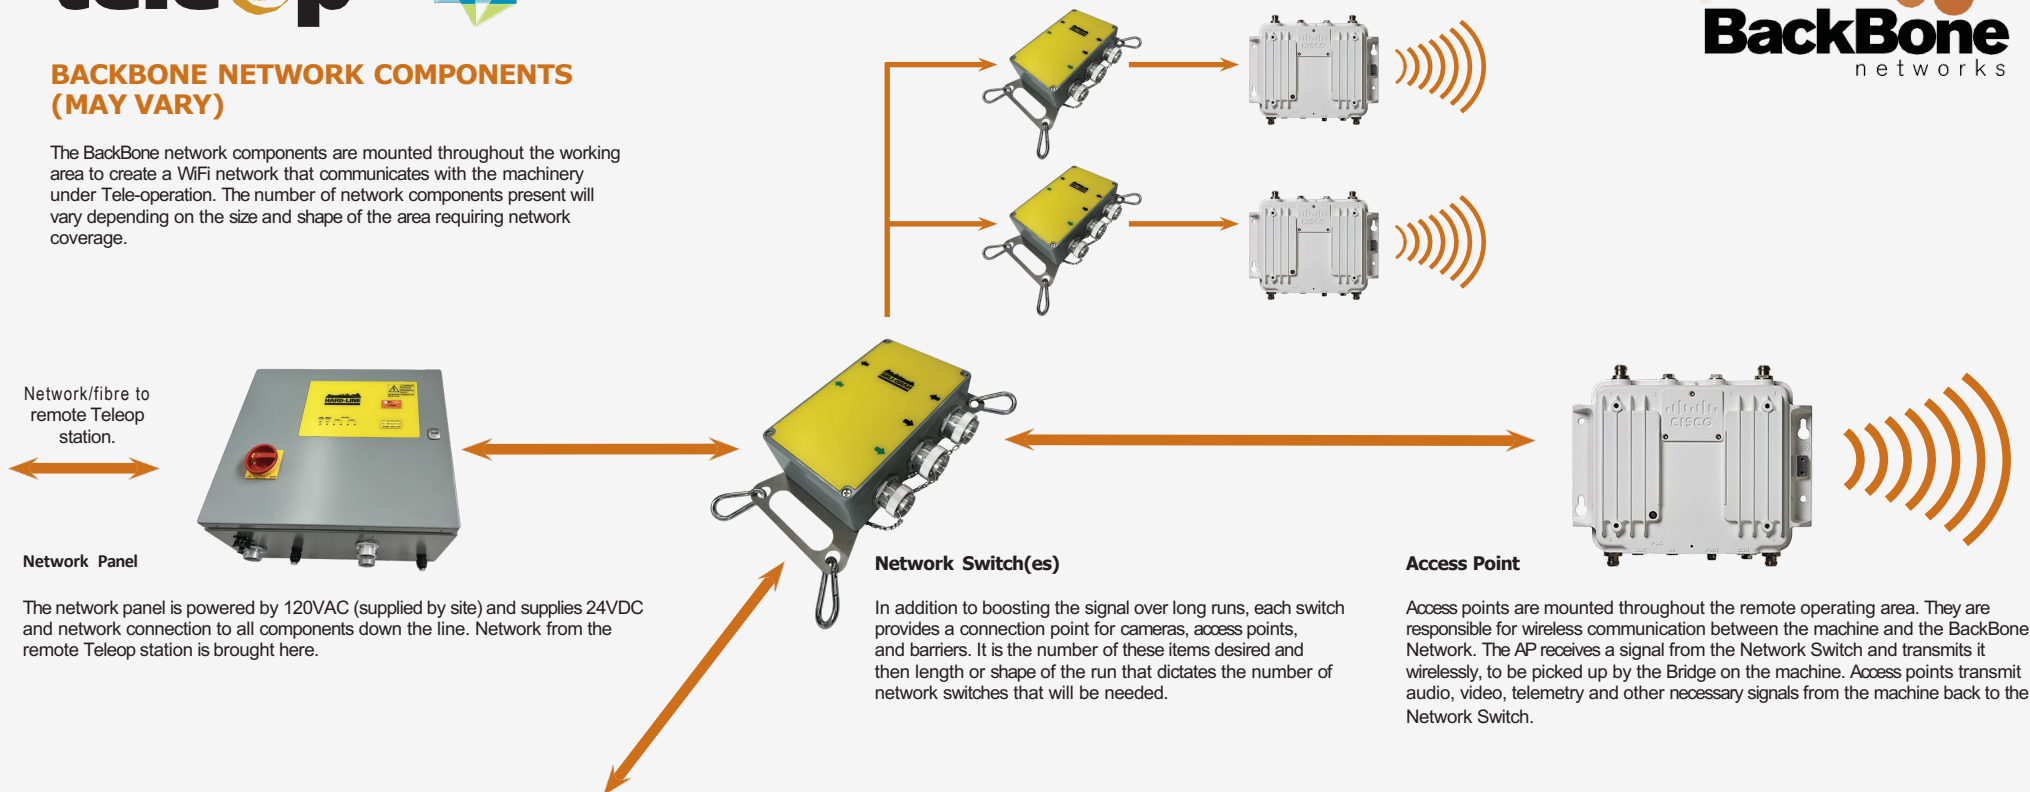 teleop
BackBone
networks
BACKBONE NETWORK COMPONENTS
(MAY VARY)
The BackBone network components are mounted throughout the working
area to create a WiFi network that communicates with the machinery
under Tele-operation. The number of network components present will
vary depending on the size and shape of the area requiring network
coverage.
Network/fibre to
remote Teleop
station.
HARD-LINE
CISCO
CISCO
CISCO
Network Panel
The network panel is powered by 120VAC (supplied by site) and supplies 24VDC
and network connection to all components down the line. Network from the
remote Teleop station is brought here.
Network Switch(es)
In addition to boosting the signal over long runs, each switch
provides a connection point for cameras, access points,
and barriers. It is the number of these items desired and
then length or shape of the run that dictates the number of
network switches that will be needed.
Access Point
Access points are mounted throughout the remote operating area. They are
responsible for wireless communication between the machine and the BackBone
Network. The AP receives a signal from the Network Switch and transmits it
wirelessly, to be picked up by the Bridge on the machine. Access points transmit
audio, video, telemetry and other necessary signals from the machine back to the
Network Switch.